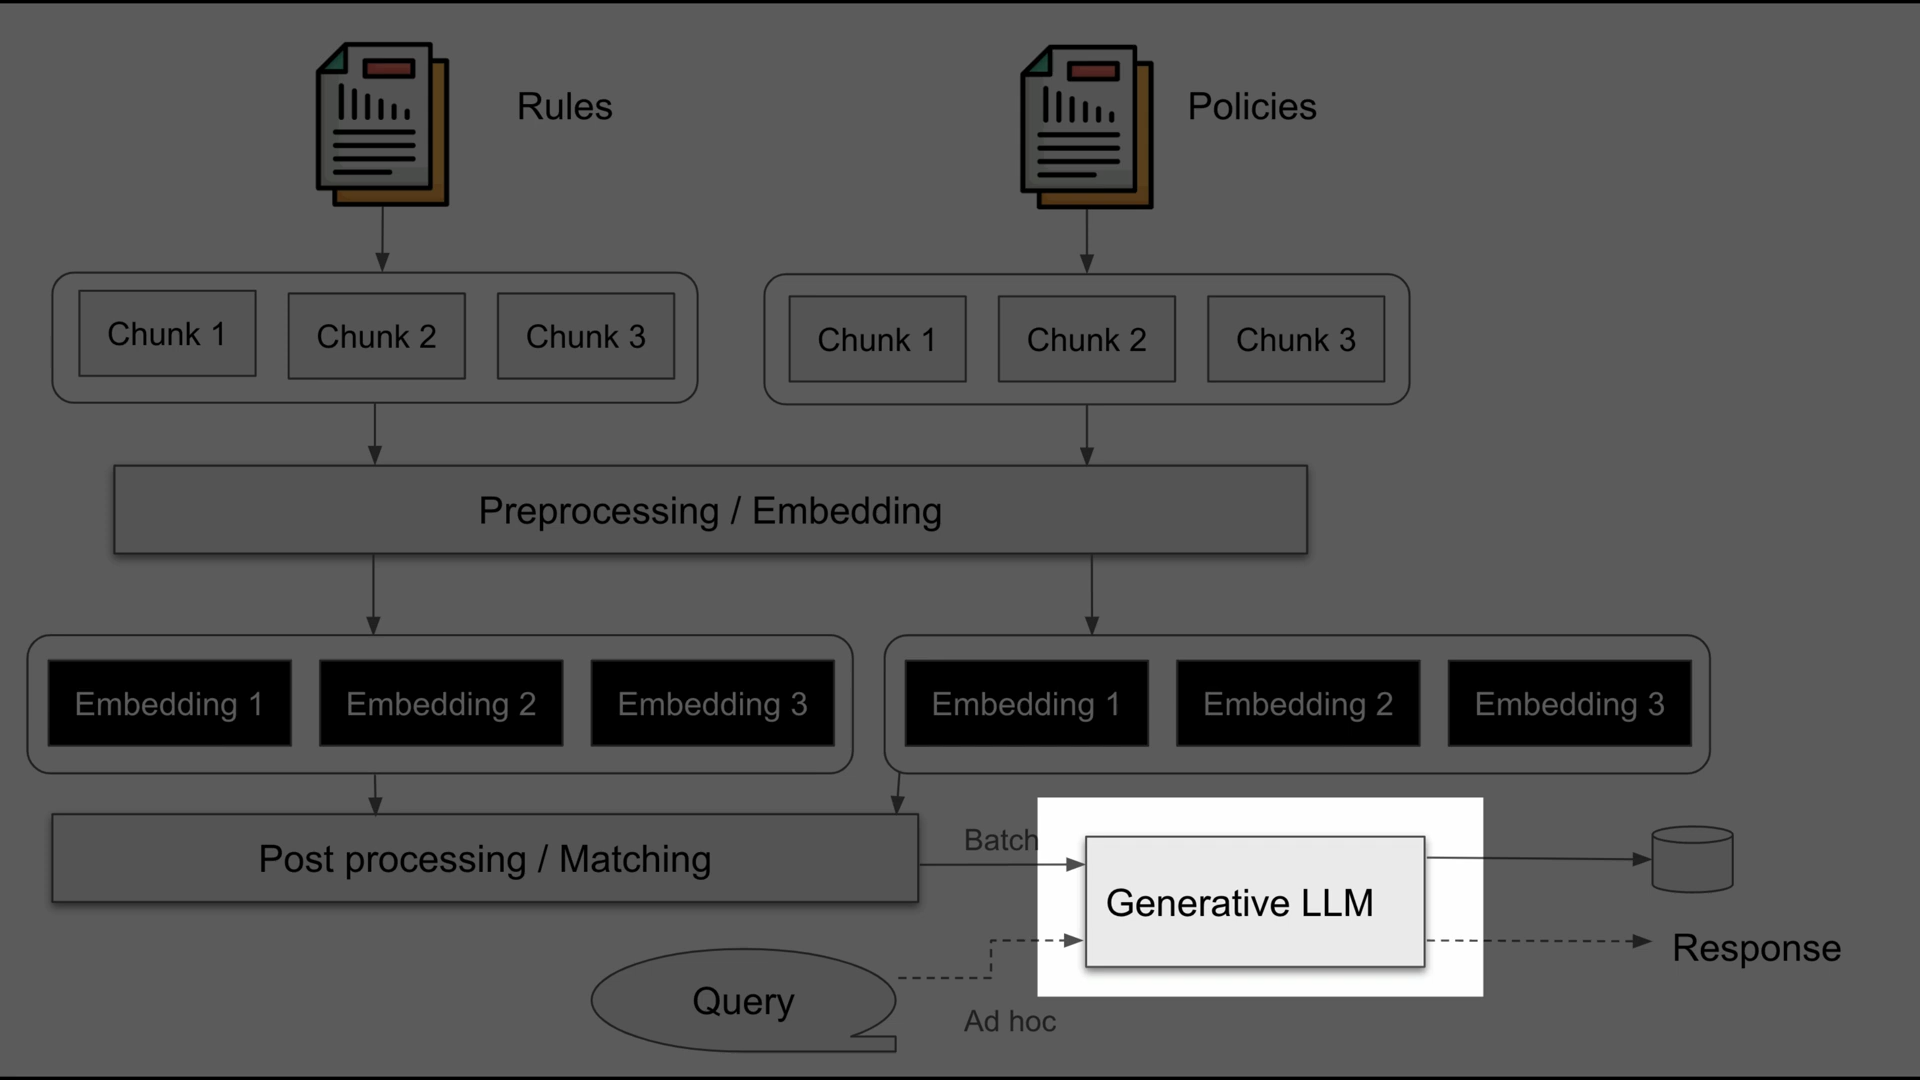 Rules
Policies
Chunk 1
Chunk 2
Chunk 3
Chunk 1
Chunk 2
Chunk 3
Preprocessing / Embedding
Embedding 1
Embedding 2
Embedding 3
Embedding 1
Embedding 2
Embedding 3
Post processing / Matching
Batch
Generative LLM
Response
Query
Ad hoc